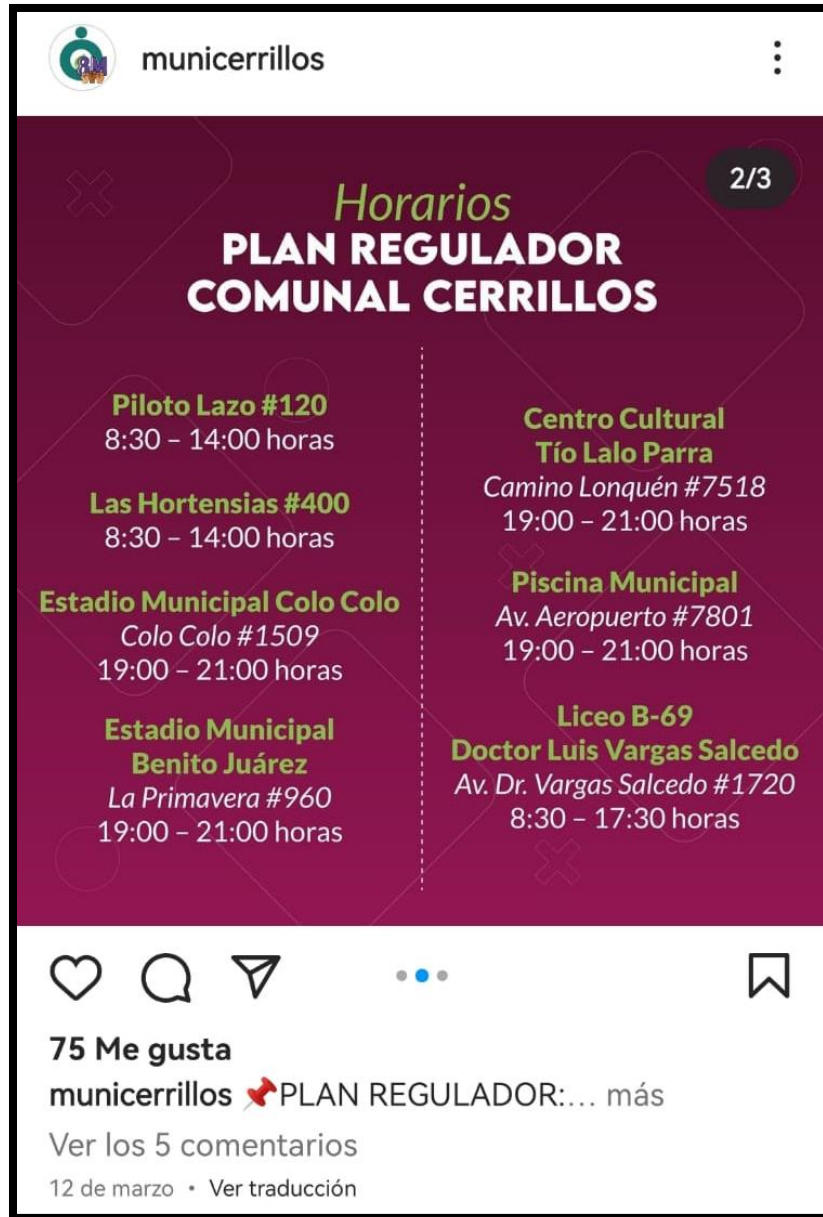 municerrillos
2/3
Horarios
PLAN REGULADOR
COMUNAL CERRILLOS
Piloto Lazo #120
8:30 – 14:00 horas
Las Hortensias #400
8:30 – 14:00 horas
Estadio Municipal Colo Colo
Colo Colo #1509
19:00 – 21:00 horas
Estadio Municipal
Benito Juárez
La Primavera #960
19:00 – 21:00 horas
Centro Cultural
Tío Lalo Parra
Camino Lonquén #7518
19:00 – 21:00 horas
Piscina Municipal
Av. Aeropuerto #7801
19:00 – 21:00 horas
Liceo B-69
Doctor Luis Vargas Salcedo
Av. Dr. Vargas Salcedo #1720
8:30 – 17:30 horas
75 Me gusta
municerrillos 📌PLAN REGULADOR:... más
Ver los 5 comentarios
12 de marzo • Ver traducción